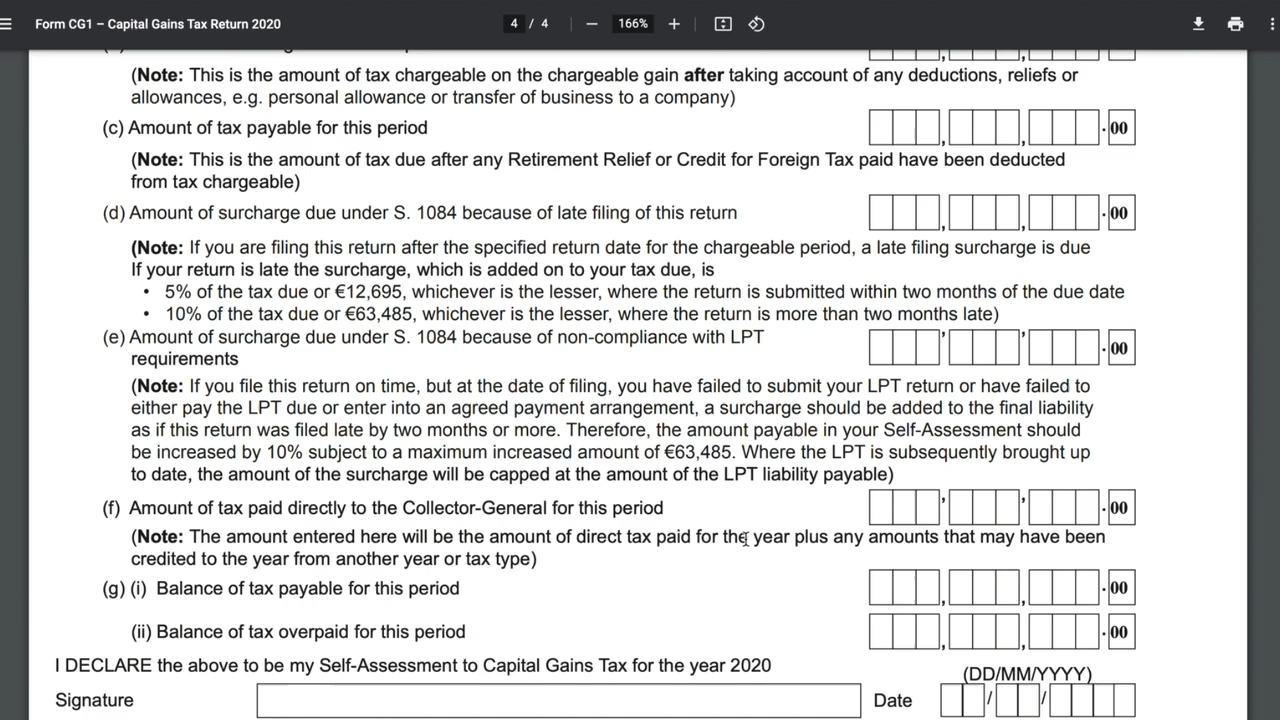 Form CG1 – Capital Gains Tax Return 2020
4 / 4
166%
(Note: This is the amount of tax chargeable on the chargeable gain after taking account of any deductions, reliefs or
allowances, e.g. personal allowance or transfer of business to a company)
(c) Amount of tax payable for this period
, , .00
(Note: This is the amount of tax due after any Retirement Relief or Credit for Foreign Tax paid have been deducted
from tax chargeable)
(d) Amount of surcharge due under S. 1084 because of late filing of this return
, , .00
(Note: If you are filing this return after the specified return date for the chargeable period, a late filing surcharge is due
If your return is late the surcharge, which is added on to your tax due, is
• 5% of the tax due or €12,695, whichever is the lesser, where the return is submitted within two months of the due date
• 10% of the tax due or €63,485, whichever is the lesser, where the return is more than two months late)
(e) Amount of surcharge due under S. 1084 because of non-compliance with LPT
requirements
, , .00
(Note: If you file this return on time, but at the date of filing, you have failed to submit your LPT return or have failed to
either pay the LPT due or enter into an agreed payment arrangement, a surcharge should be added to the final liability
as if this return was filed late by two months or more. Therefore, the amount payable in your Self-Assessment should
be increased by 10% subject to a maximum increased amount of €63,485. Where the LPT is subsequently brought up
to date, the amount of the surcharge will be capped at the amount of the LPT liability payable)
(f) Amount of tax paid directly to the Collector-General for this period
, , .00
(Note: The amount entered here will be the amount of direct tax paid for the year plus any amounts that may have been
credited to the year from another year or tax type)
(g) (i) Balance of tax payable for this period
, , .00
(ii) Balance of tax overpaid for this period
, , .00
I DECLARE the above to be my Self-Assessment to Capital Gains Tax for the year 2020
(DD/MM/YYYY)
Signature
Date
/ /